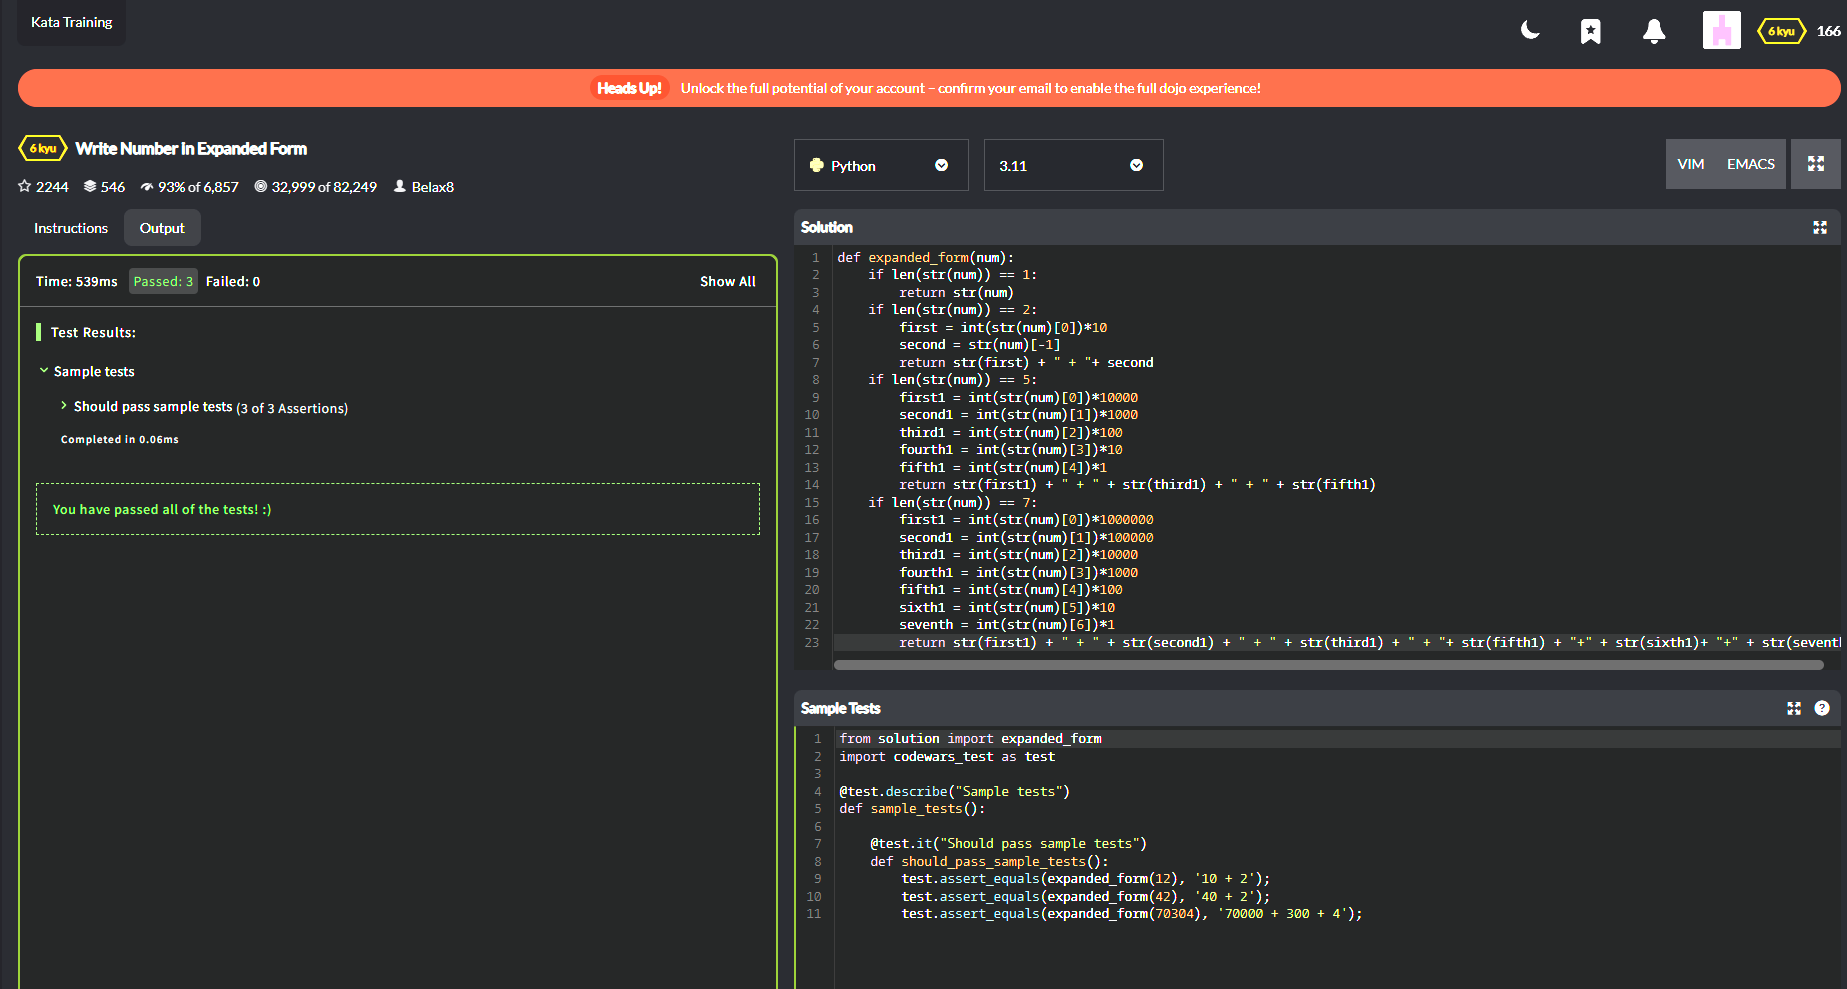 Kata Training
6 kyu 166
Heads Up! Unlock the full potential of your account – confirm your email to enable the full dojo experience!
6 kyu Write Number in Expanded Form
2244 546 93% of 6,857 32,999 of 82,249 Belax8
Instructions Output
Time: 539ms Passed: 3 Failed: 0 Show All
Test Results:
Sample tests
Should pass sample tests (3 of 3 Assertions)
Completed in 0.06ms
You have passed all of the tests! :)
Python 3.11 VIM EMACS
Solution
1 def expanded_form(num):
2     if len(str(num)) == 1:
3         return str(num)
4     if len(str(num)) == 2:
5         first = int(str(num)[0])*10
6         second = str(num)[-1]
7         return str(first) + " + "+ second
8     if len(str(num)) == 5:
9         first1 = int(str(num)[0])*10000
10         second1 = int(str(num)[1])*1000
11         third1 = int(str(num)[2])*100
12         fourth1 = int(str(num)[3])*10
13         fifth1 = int(str(num)[4])*1
14         return str(first1) + " + " + str(third1) + " + " + str(fifth1)
15     if len(str(num)) == 7:
16         first1 = int(str(num)[0])*1000000
17         second1 = int(str(num)[1])*100000
18         third1 = int(str(num)[2])*10000
19         fourth1 = int(str(num)[3])*1000
20         fifth1 = int(str(num)[4])*100
21         sixth1 = int(str(num)[5])*10
22         seventh = int(str(num)[6])*1
23         return str(first1) + " + " + str(second1) + " + " + str(third1) + " + "+ str(fifth1) + "+" + str(sixth1)+ "+" + str(sevent
Sample Tests
1 from solution import expanded_form
2 import codewars_test as test
3
4 @test.describe("Sample tests")
5 def sample_tests():
6
7     @test.it("Should pass sample tests")
8     def should_pass_sample_tests():
9         test.assert_equals(expanded_form(12), '10 + 2');
10         test.assert_equals(expanded_form(42), '40 + 2');
11         test.assert_equals(expanded_form(70304), '70000 + 300 + 4');